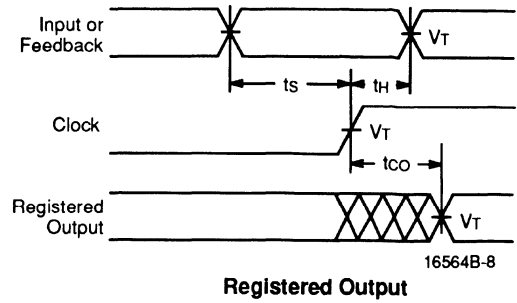 Input or
Feedback
VT
tS
tH
Clock
VT
tCO
Registered
Output
VT
16564B-8
Registered Output